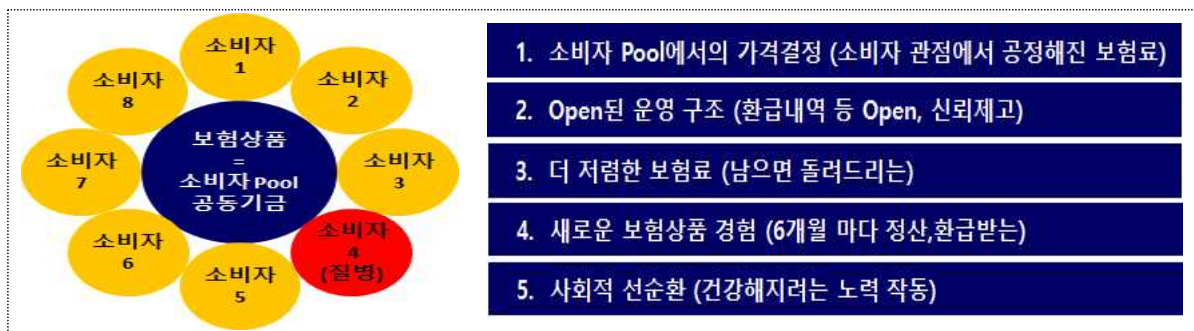 소비자
1
소비자
2
소비자
3
소비자
4
(질병)
소비자
5
소비자
6
소비자
7
소비자
8
보험상품
=
소비자 Pool
공동기금
1. 소비자 Pool에서의 가격결정 (소비자 관점에서 공정해진 보험료)
2. Open된 운영 구조 (환급내역 등 Open, 신뢰제고)
3. 더 저렴한 보험료 (남으면 돌려드리는)
4. 새로운 보험상품 경험 (6개월 마다 정산,환급받는)
5. 사회적 선순환 (건강해지려는 노력 작동)